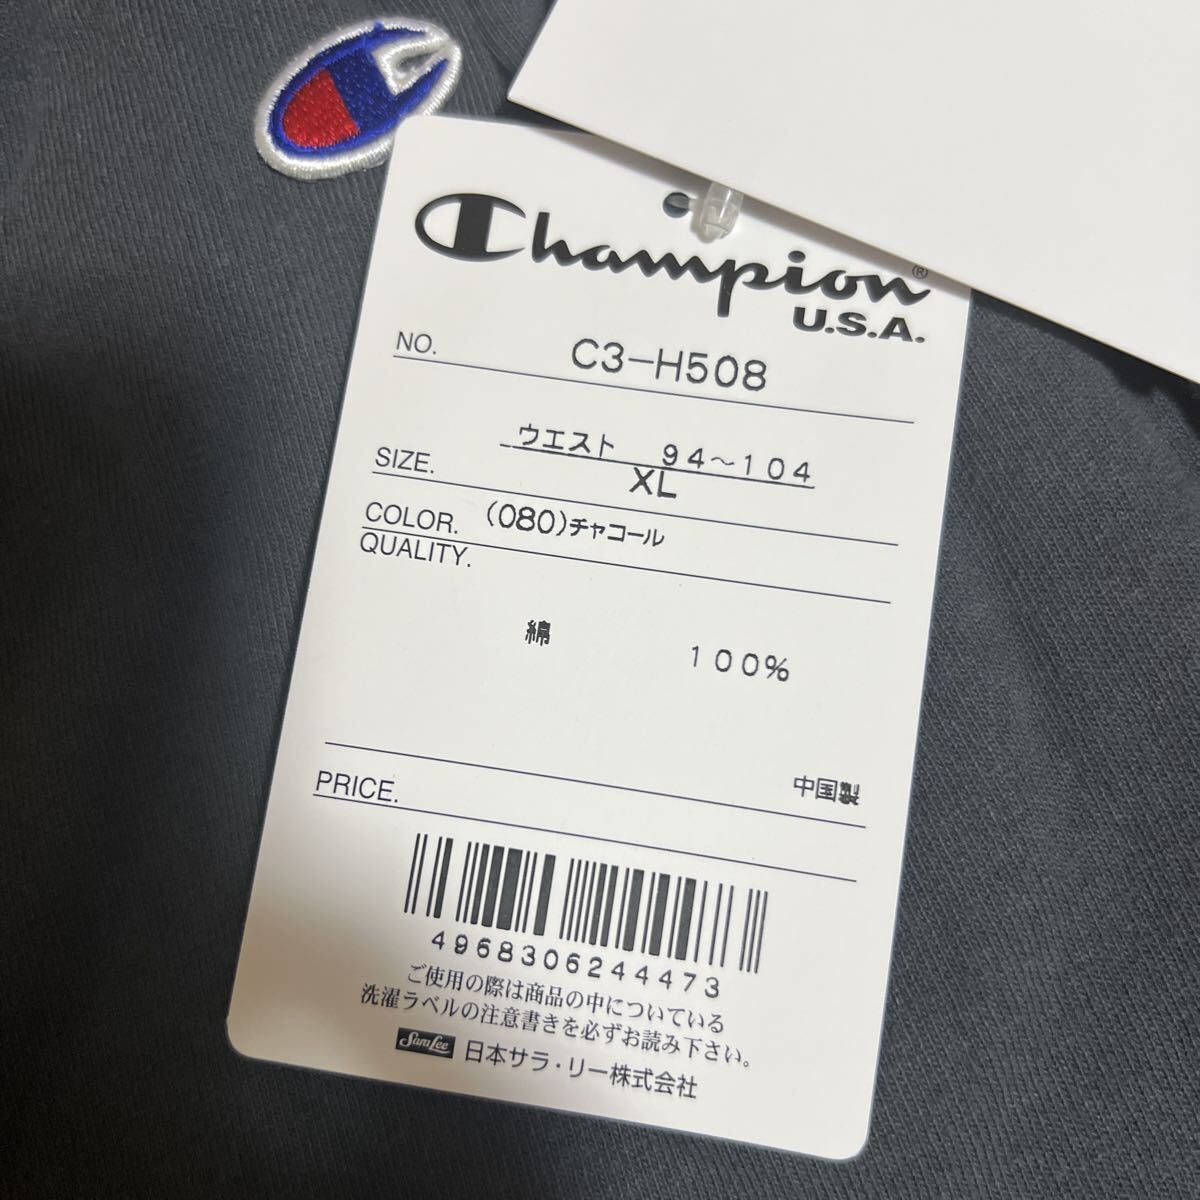 Champion®
U.S.A.
NO. C3-H508
ウエスト 94~104
SIZE. XL
COLOR. (080)チャコール
QUALITY.
綿 100%
中国製
PRICE.
4968306244473
ご使用の際は商品の中についている
洗濯ラベルの注意書きを必ずお読み下さい。
Sara Lee 日本サラ・リー株式会社